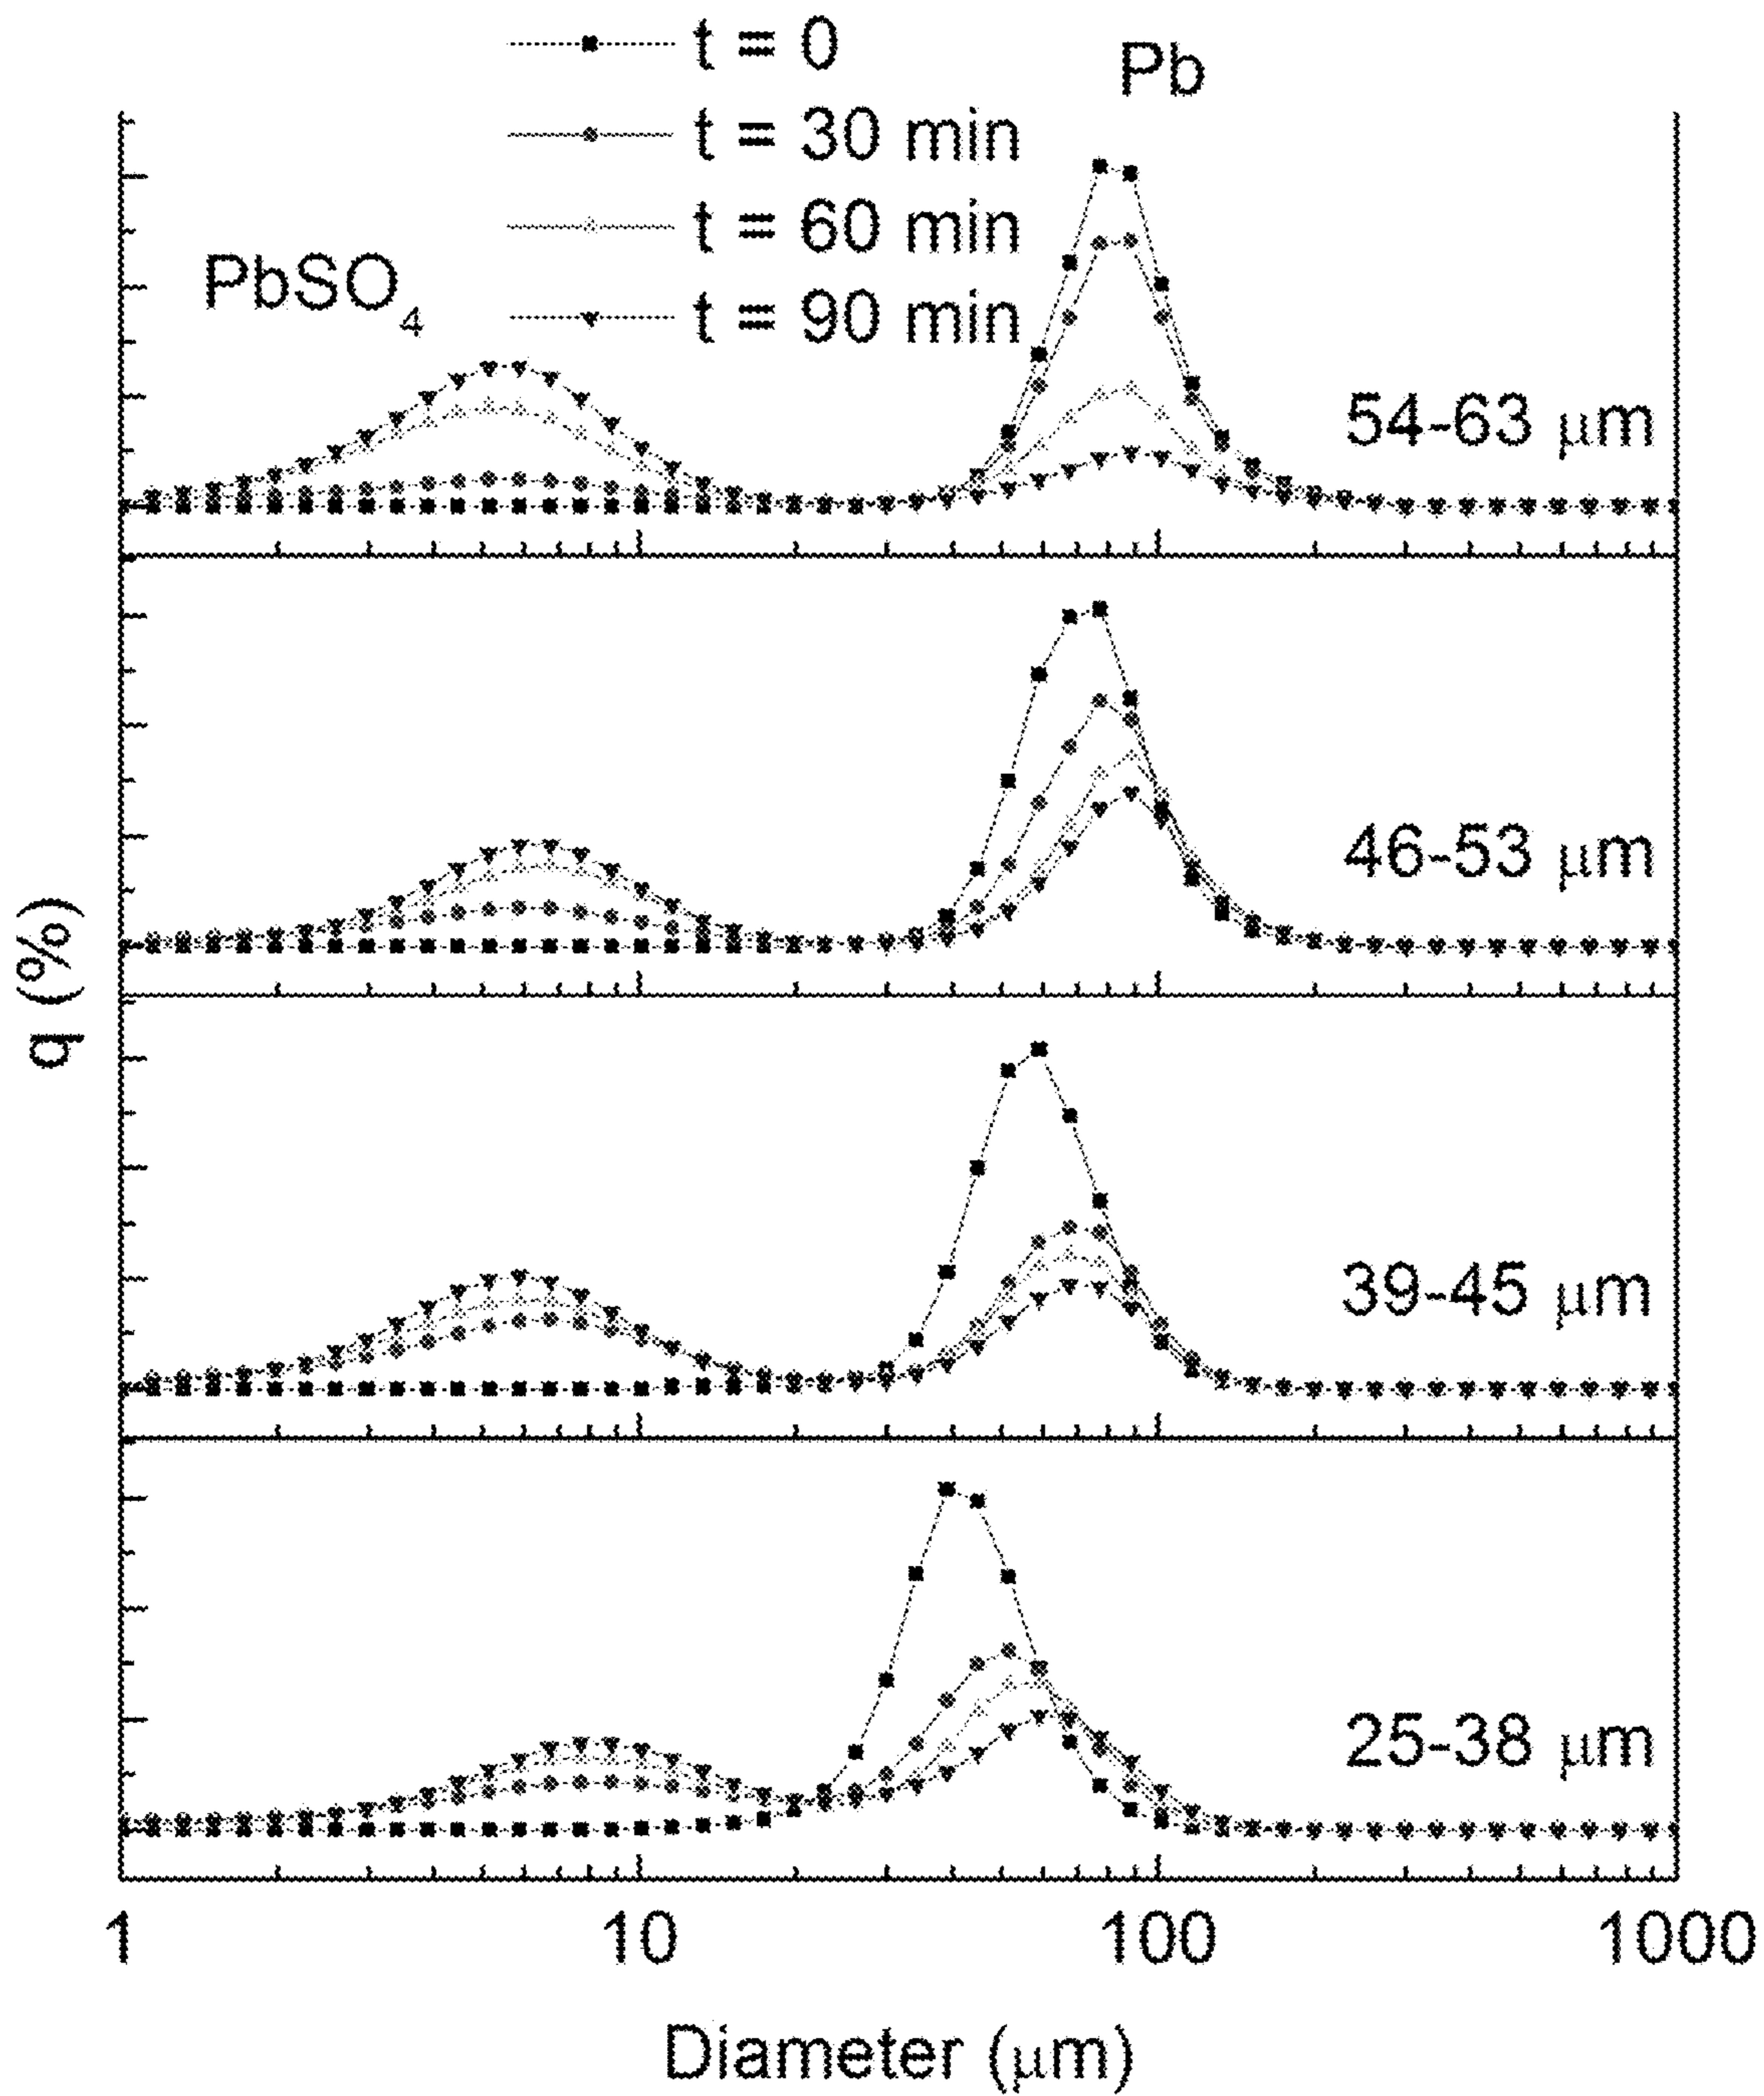 t = 0
Pb
t = 30 min
t = 60 min
PbSO₄
t = 90 min
54-63 μm
46-53 μm
q (%)
39-45 μm
25-38 μm
1 10 100 1000
Diameter (μm)